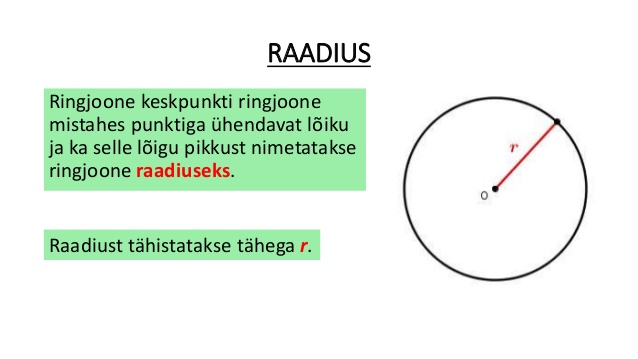 RAADIUS
Ringjoone keskpunkti ringjoone
mistahes punktiga ühendavat lõiku
ja ka selle lõigu pikkust nimetatakse
ringjoone raadiuseks.
r
O
Raadiust tähistatakse tähega r.